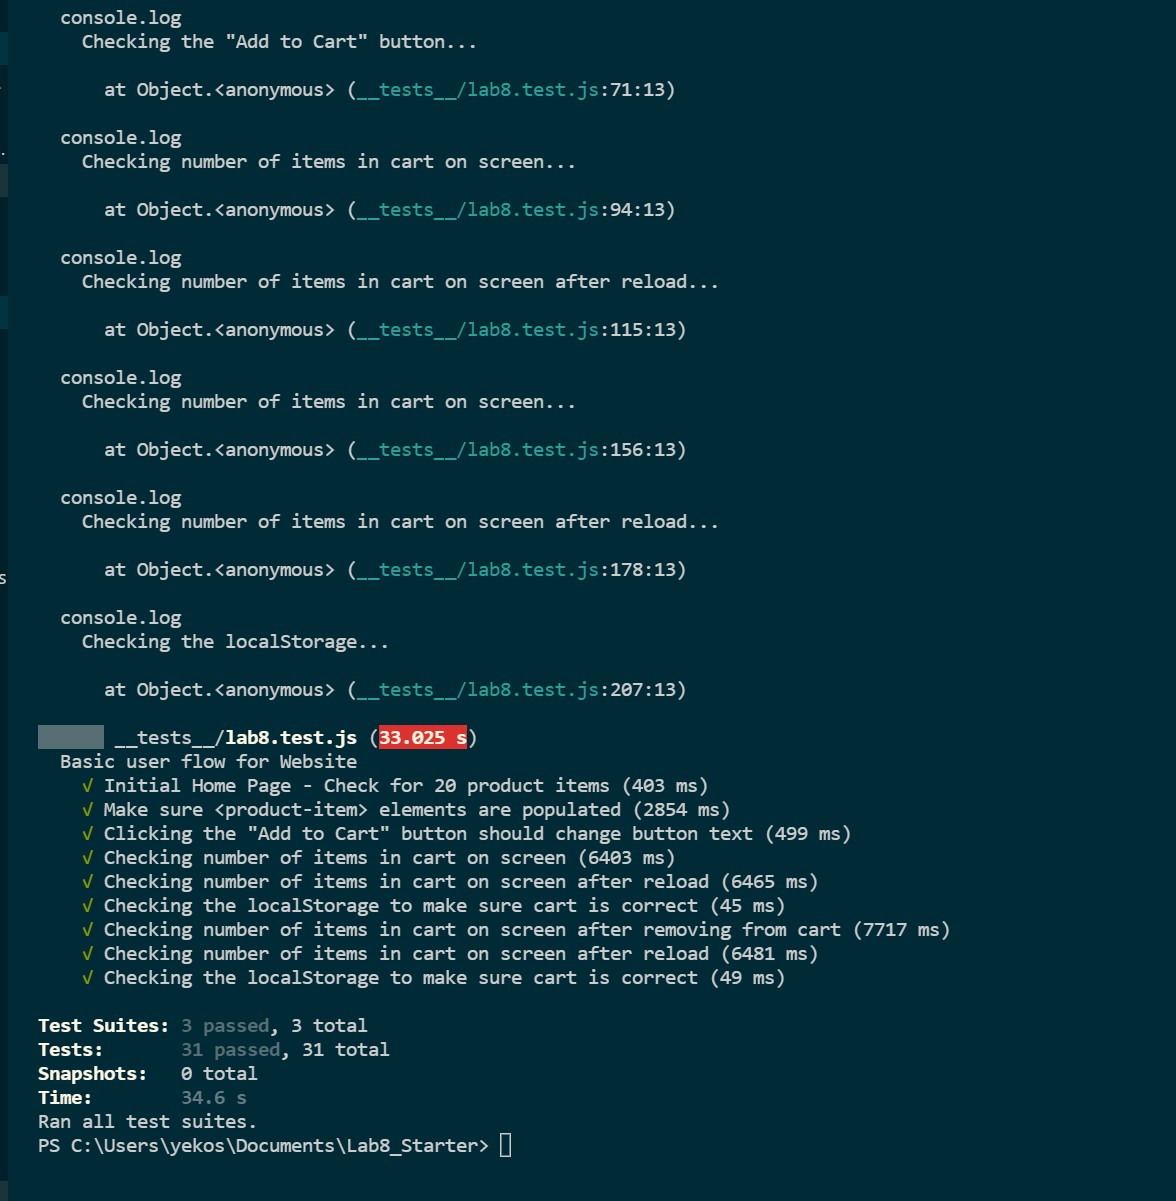 console.log
Checking the "Add to Cart" button...
at Object.<anonymous> (__tests__/lab8.test.js:71:13)
console.log
Checking number of items in cart on screen...
at Object.<anonymous> (__tests__/lab8.test.js:94:13)
console.log
Checking number of items in cart on screen after reload...
at Object.<anonymous> (__tests__/lab8.test.js:115:13)
console.log
Checking number of items in cart on screen...
at Object.<anonymous> (__tests__/lab8.test.js:156:13)
console.log
Checking number of items in cart on screen after reload...
at Object.<anonymous> (__tests__/lab8.test.js:178:13)
console.log
Checking the localStorage...
at Object.<anonymous> (__tests__/lab8.test.js:207:13)
__tests__/lab8.test.js (33.025 s)
Basic user flow for Website
√ Initial Home Page - Check for 20 product items (403 ms)
√ Make sure <product-item> elements are populated (2854 ms)
√ Clicking the "Add to Cart" button should change button text (499 ms)
√ Checking number of items in cart on screen (6403 ms)
√ Checking number of items in cart on screen after reload (6465 ms)
√ Checking the localStorage to make sure cart is correct (45 ms)
√ Checking number of items in cart on screen after removing from cart (7717 ms)
√ Checking number of items in cart on screen after reload (6481 ms)
√ Checking the localStorage to make sure cart is correct (49 ms)
Test Suites: 3 passed, 3 total
Tests: 31 passed, 31 total
Snapshots: 0 total
Time: 34.6 s
Ran all test suites.
PS C:\Users\yekos\Documents\Lab8_Starter>